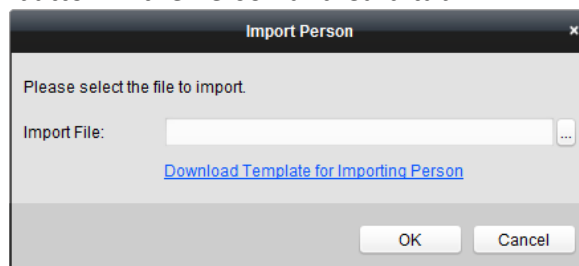 Import Person
×
Please select the file to import.
Import File:
...
Download Template for Importing Person
OK Cancel